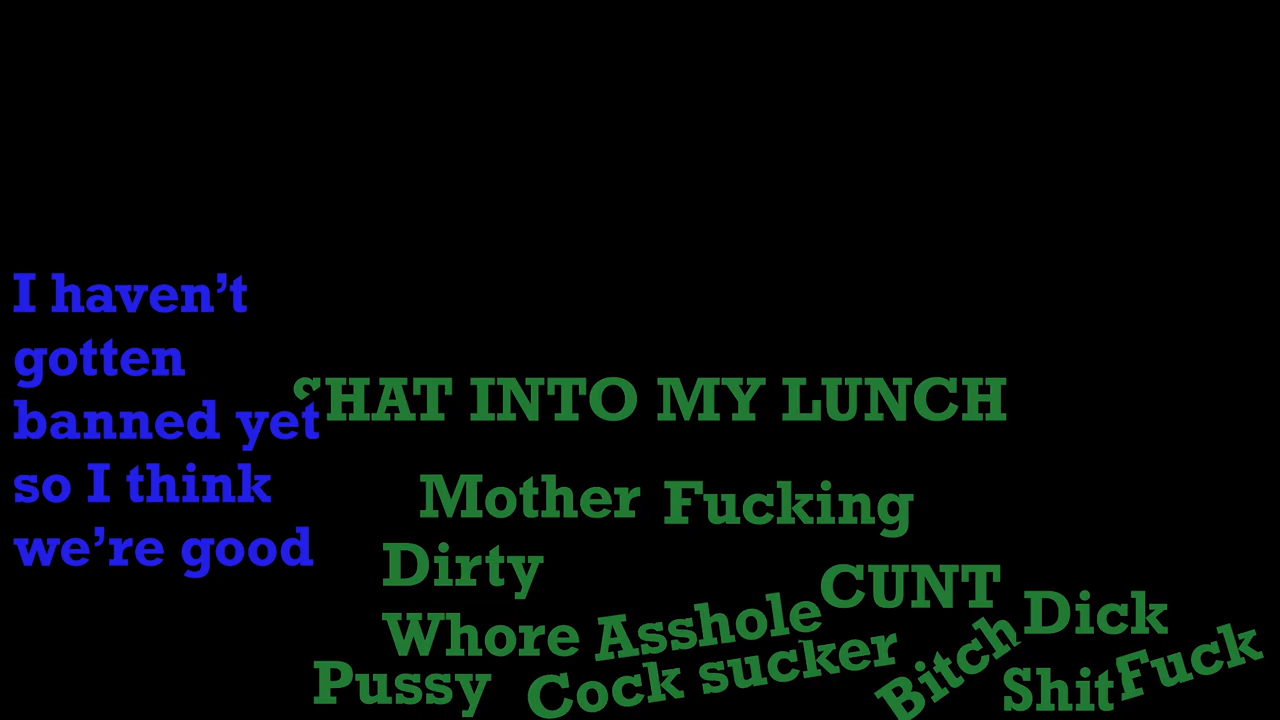 I haven’t
gotten
banned yet
so I think
we’re good
SHAT INTO MY LUNCH
Mother Fucking
Dirty
CUNT
Whore Asshole
Dick
Pussy Cock sucker Bitch Shit Fuck